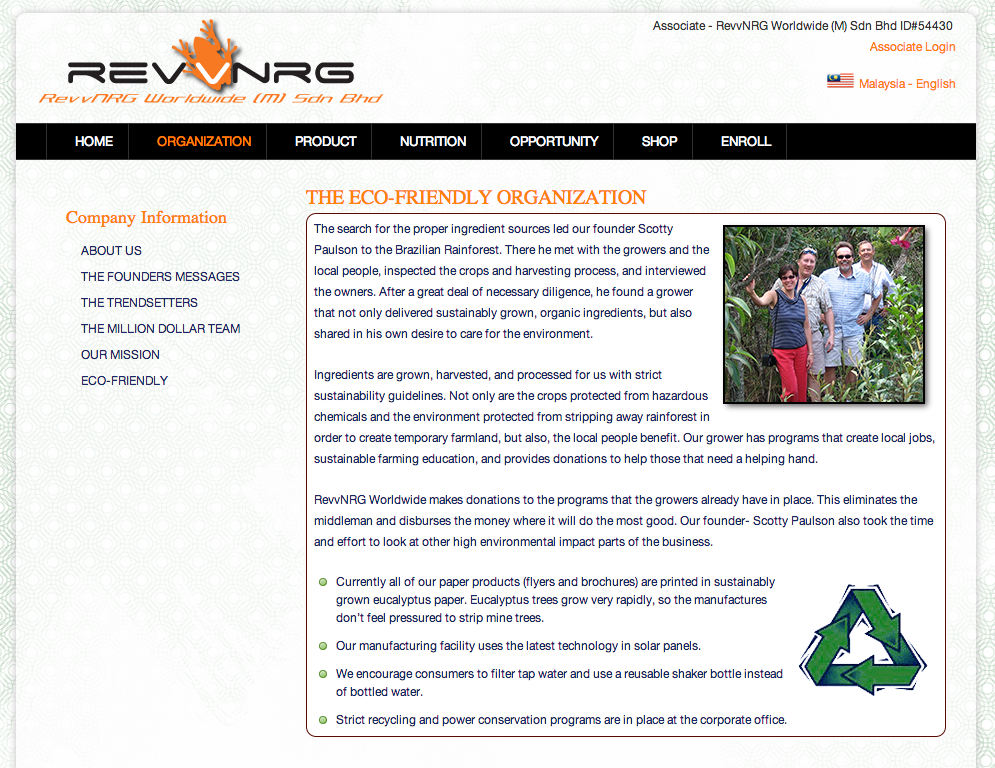 Associate - RevvNRG Worldwide (M) Sdn Bhd ID#54430
Associate Login
REVVNRG
RevvNRG Worldwide (M) Sdn Bhd
Malaysia - English
HOME ORGANIZATION PRODUCT NUTRITION OPPORTUNITY SHOP ENROLL
Company Information
ABOUT US
THE FOUNDERS MESSAGES
THE TRENDSETTERS
THE MILLION DOLLAR TEAM
OUR MISSION
ECO-FRIENDLY
THE ECO-FRIENDLY ORGANIZATION
The search for the proper ingredient sources led our founder Scotty
Paulson to the Brazilian Rainforest. There he met with the growers and the
local people, inspected the crops and harvesting process, and interviewed
the owners. After a great deal of necessary diligence, he found a grower
that not only delivered sustainably grown, organic ingredients, but also
shared in his own desire to care for the environment.
Ingredients are grown, harvested, and processed for us with strict
sustainability guidelines. Not only are the crops protected from hazardous
chemicals and the environment protected from stripping away rainforest in
order to create temporary farmland, but also, the local people benefit. Our grower has programs that create local jobs,
sustainable farming education, and provides donations to help those that need a helping hand.
RevvNRG Worldwide makes donations to the programs that the growers already have in place. This eliminates the
middleman and disburses the money where it will do the most good. Our founder- Scotty Paulson also took the time
and effort to look at other high environmental impact parts of the business.
Currently all of our paper products (flyers and brochures) are printed in sustainably
grown eucalyptus paper. Eucalyptus trees grow very rapidly, so the manufactures
don't feel pressured to strip mine trees.
Our manufacturing facility uses the latest technology in solar panels.
We encourage consumers to filter tap water and use a reusable shaker bottle instead
of bottled water.
Strict recycling and power conservation programs are in place at the corporate office.